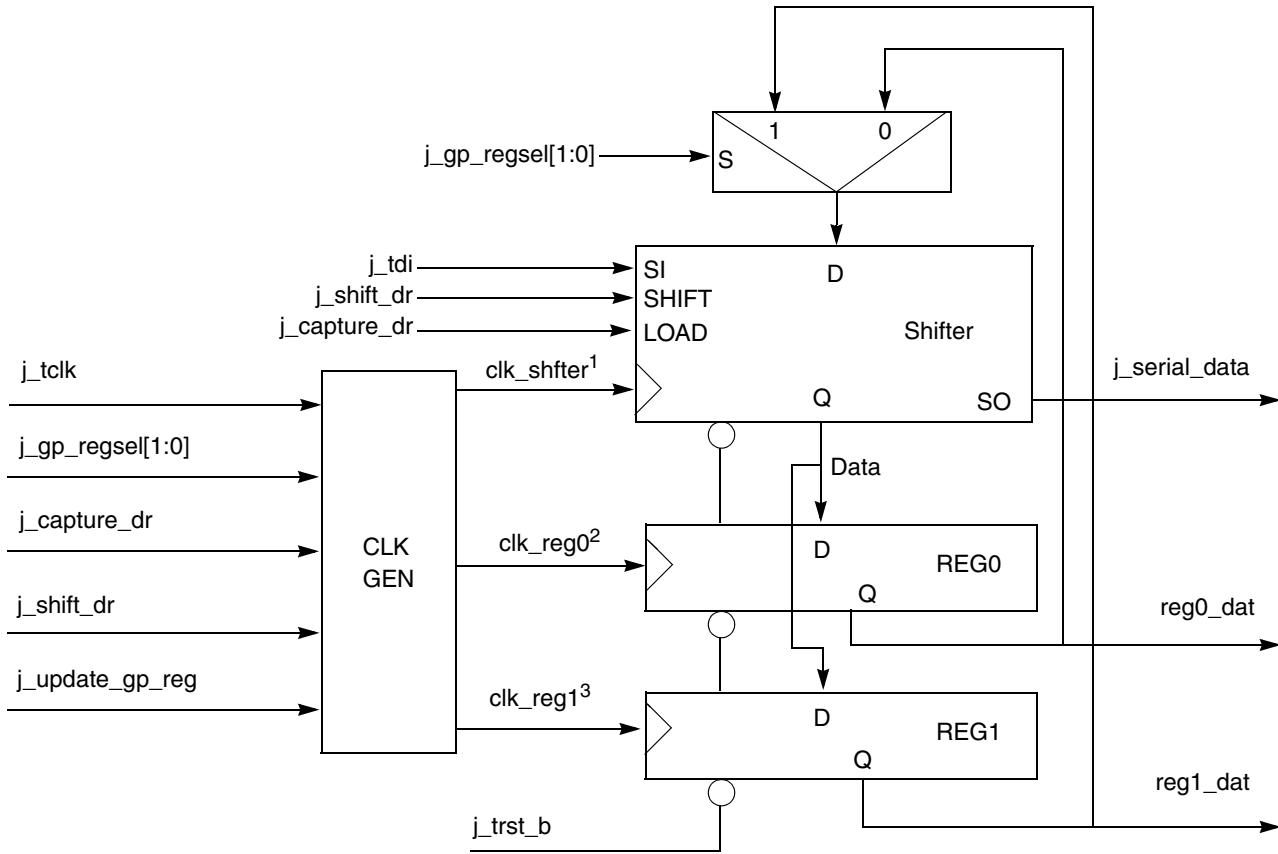 1
0
j_gp_regsel[1:0]
S
j_tdi
SI
D
j_shift_dr
SHIFT
j_capture_dr
LOAD
Shifter
j_tclk
clk_shfter1
j_serial_data
Q
SO
j_gp_regsel[1:0]
Data
j_capture_dr
CLK
GEN
clk_reg02
D
REG0
Q
j_shift_dr
reg0_dat
j_update_gp_reg
clk_reg13
D
REG1
Q
reg1_dat
j_trst_b